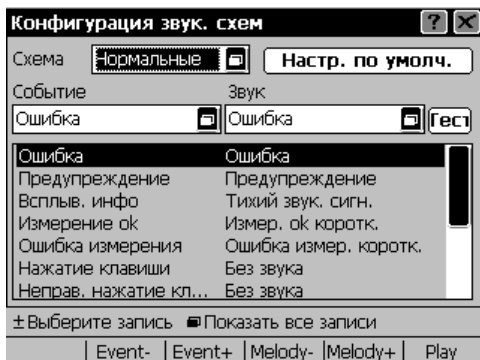 Конфигурация звук. схем ? X
Схема Нормальные Настр. по умолч.
Событие Звук
Ошибка Ошибка Тест
Ошибка Ошибка
Предупреждение Предупреждение
Всплыв. инфо Тихий звук. сигн.
Измерение ok Измер. ok коротк.
Ошибка измерения Ошибка измер. коротк.
Нажатие клавиши Без звука
Неправ. нажатие кл... Без звука
±Выберите запись Показать все записи
Event- Event+ Melody- Melody+ Play